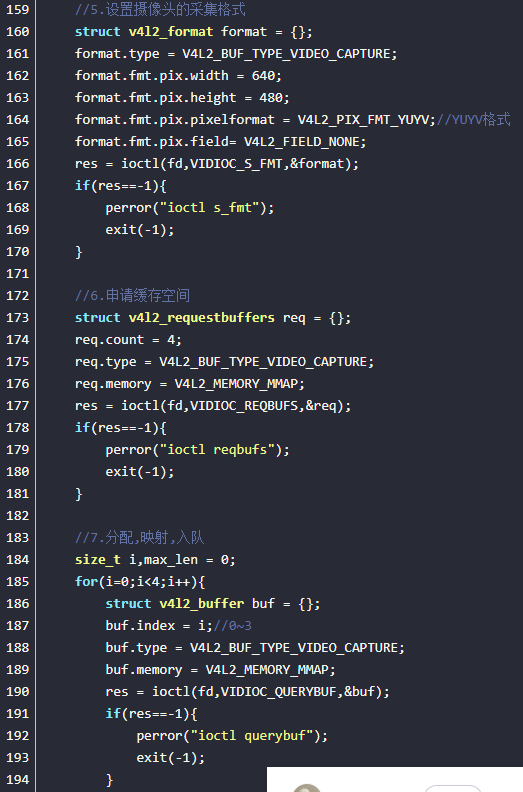 159 //5.设置摄像头的采集格式
160 struct v4l2_format format = {};
161 format.type = V4L2_BUF_TYPE_VIDEO_CAPTURE;
162 format.fmt.pix.width = 640;
163 format.fmt.pix.height = 480;
164 format.fmt.pix.pixelformat = V4L2_PIX_FMT_YUYV;//YUYV格式
165 format.fmt.pix.field= V4L2_FIELD_NONE;
166 res = ioctl(fd,VIDIOC_S_FMT,&format);
167 if(res==-1){
168 perror("ioctl s_fmt");
169 exit(-1);
170 }
171
172 //6.申请缓存空间
173 struct v4l2_requestbuffers req = {};
174 req.count = 4;
175 req.type = V4L2_BUF_TYPE_VIDEO_CAPTURE;
176 req.memory = V4L2_MEMORY_MMAP;
177 res = ioctl(fd,VIDIOC_REQBUFS,&req);
178 if(res==-1){
179 perror("ioctl reqbufs");
180 exit(-1);
181 }
182
183 //7.分配,映射,入队
184 size_t i,max_len = 0;
185 for(i=0;i<4;i++){
186 struct v4l2_buffer buf = {};
187 buf.index = i;//0~3
188 buf.type = V4L2_BUF_TYPE_VIDEO_CAPTURE;
189 buf.memory = V4L2_MEMORY_MMAP;
190 res = ioctl(fd,VIDIOC_QUERYBUF,&buf);
191 if(res==-1){
192 perror("ioctl querybuf");
193 exit(-1);
194 }